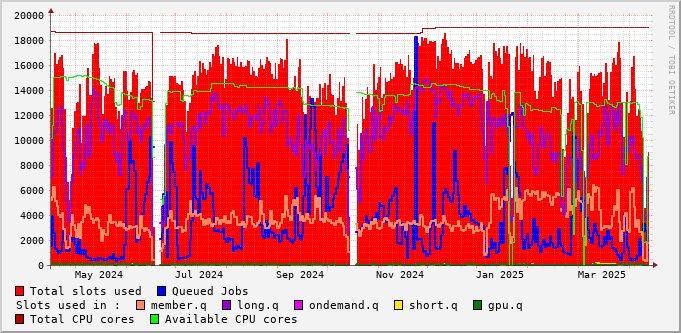 20000
18000
16000
14000
12000
10000
8000
6000
4000
2000
0
May 2024 Jul 2024 Sep 2024 Nov 2024 Jan 2025 Mar 2025
Total slots used Queued Jobs
Slots used in : member.q long.q ondemand.q short.q gpu.q
Total CPU cores Available CPU cores
RRDTOOL / TOBI OETIKER